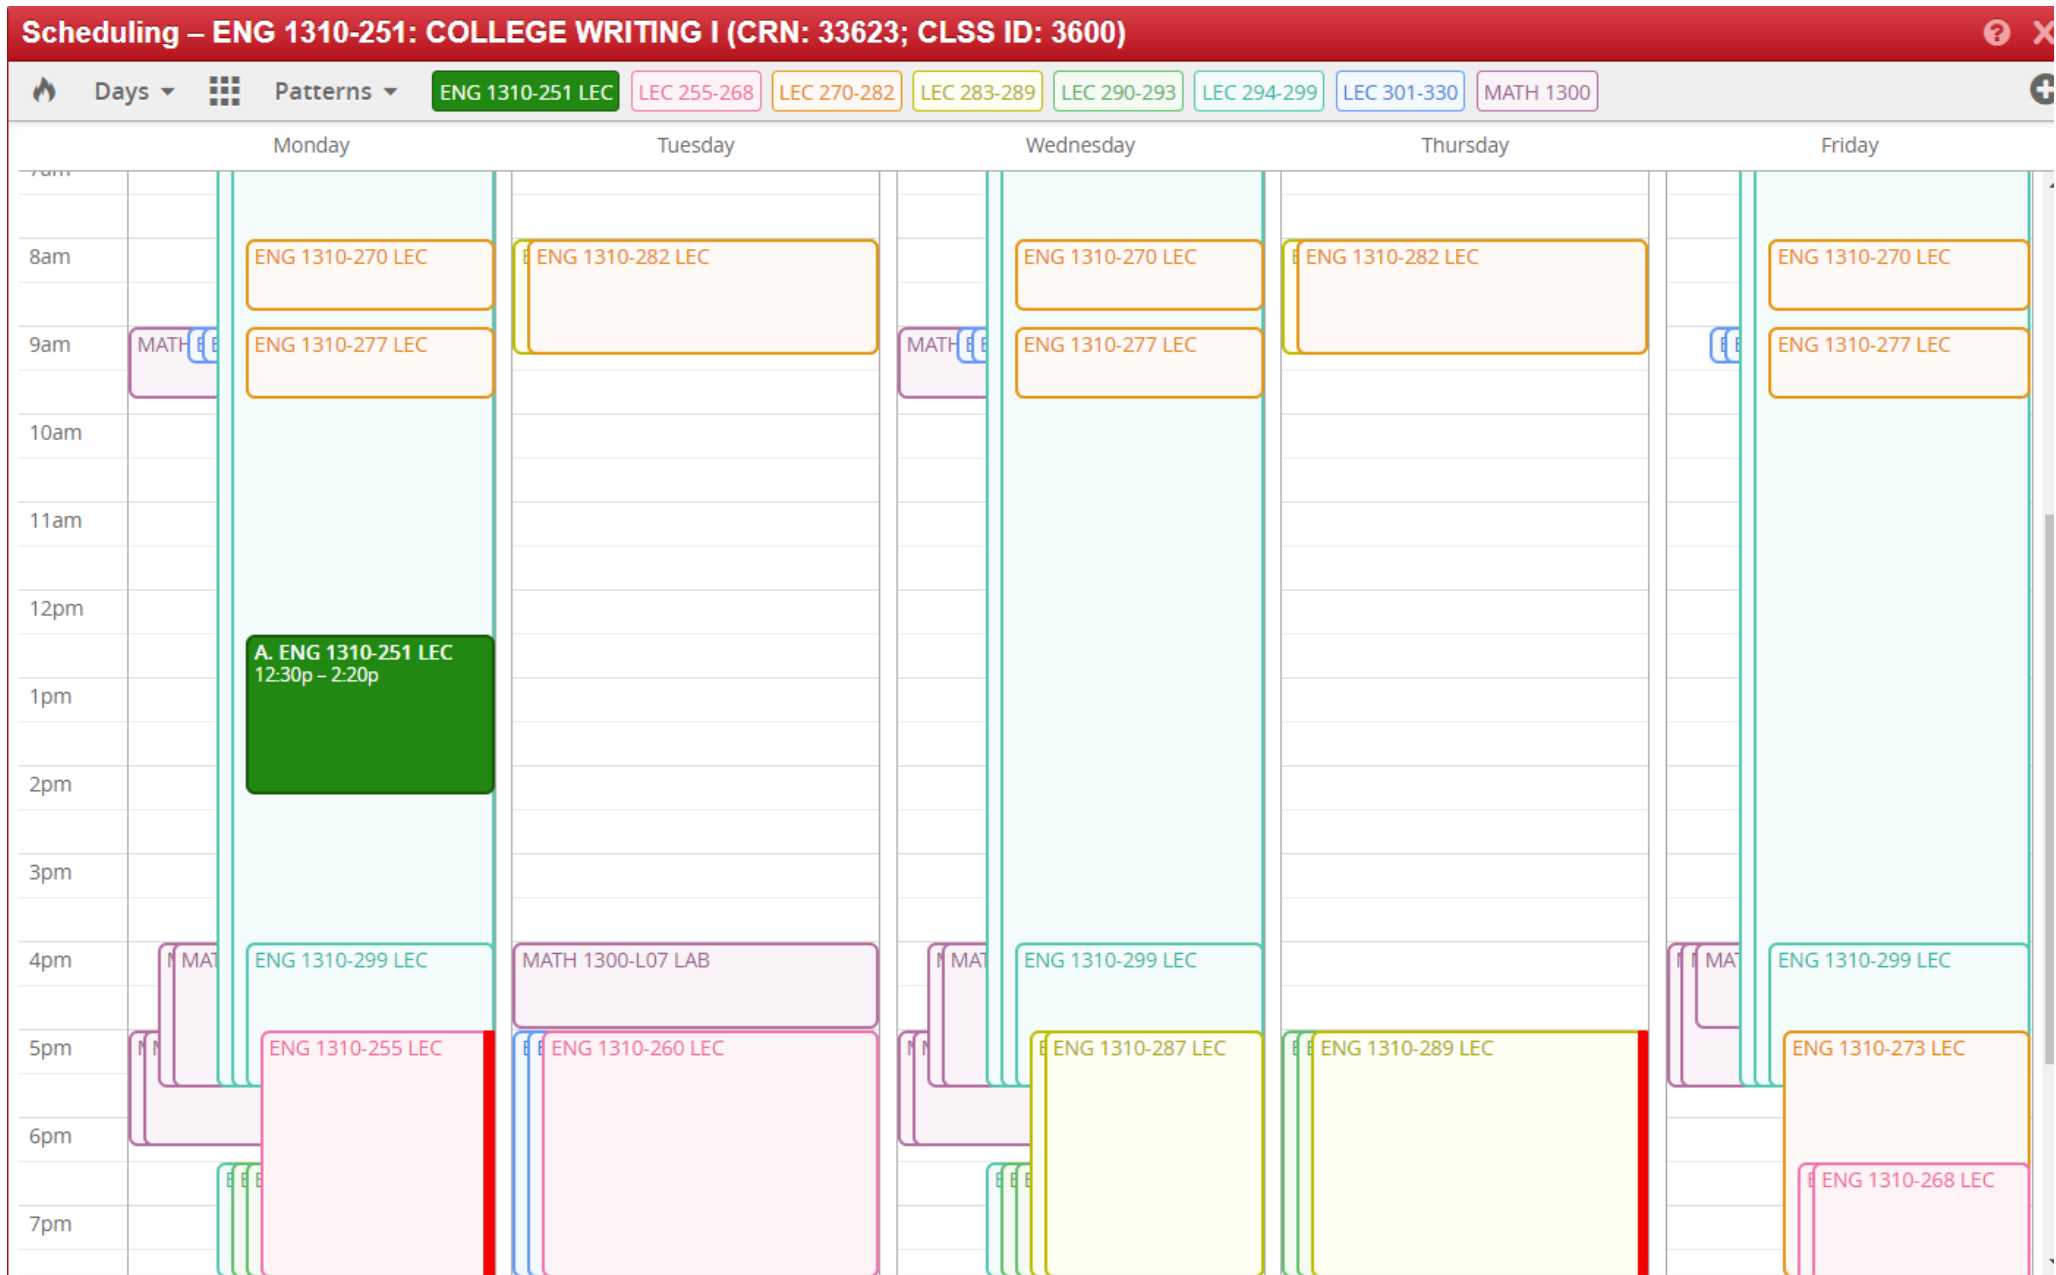 Scheduling – ENG 1310-251: COLLEGE WRITING I (CRN: 33623; CLSS ID: 3600)
Days Patterns ENG 1310-251 LEC LEC 255-268 LEC 270-282 LEC 283-289 LEC 290-293 LEC 294-299 LEC 301-330 MATH 1300
Monday Tuesday Wednesday Thursday Friday
7am
8am ENG 1310-270 LEC E ENG 1310-282 LEC ENG 1310-270 LEC E ENG 1310-282 LEC ENG 1310-270 LEC
9am MATH E E ENG 1310-277 LEC MATH E E ENG 1310-277 LEC E E ENG 1310-277 LEC
10am
11am
12pm
A. ENG 1310-251 LEC
12:30p – 2:20p
1pm
2pm
3pm
4pm MAT ENG 1310-299 LEC MATH 1300-L07 LAB MAT ENG 1310-299 LEC MAT ENG 1310-299 LEC
5pm ENG 1310-255 LEC E E ENG 1310-260 LEC E ENG 1310-287 LEC E E ENG 1310-289 LEC ENG 1310-273 LEC
6pm
E E E E E E E ENG 1310-268 LEC
7pm